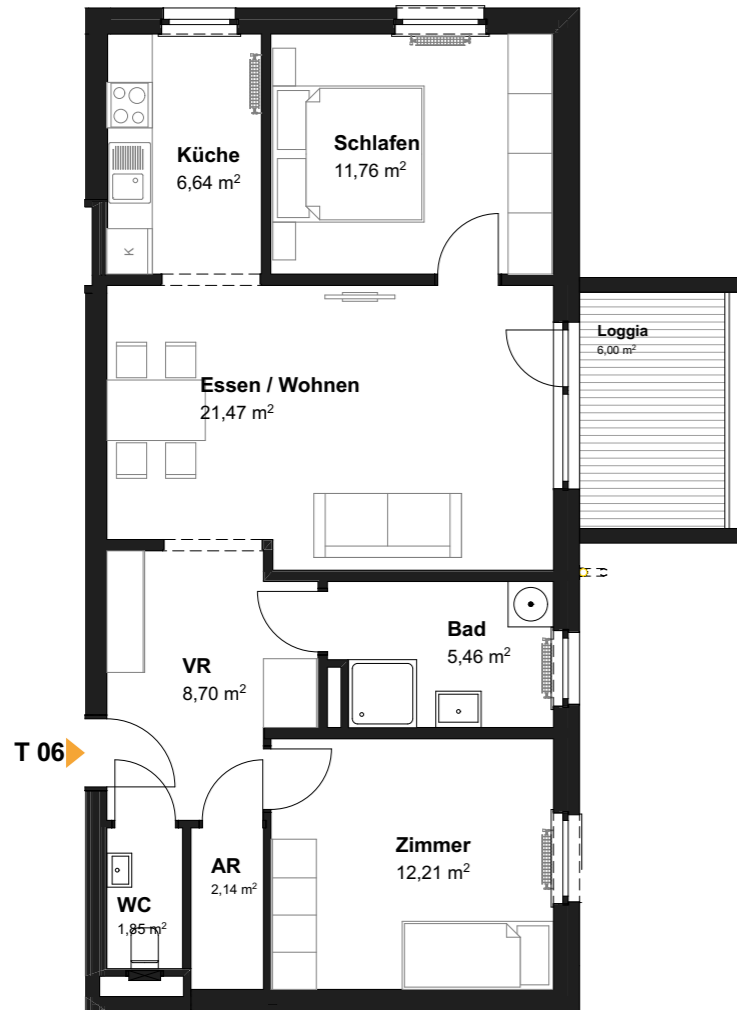 Küche
6,64 m²
Schlafen
11,76 m²
K
Loggia
6,00 m²
Essen / Wohnen
21,47 m²
Bad
5,46 m²
VR
8,70 m²
T 06
Zimmer
12,21 m²
AR
2,14 m²
WC
1,85 m²